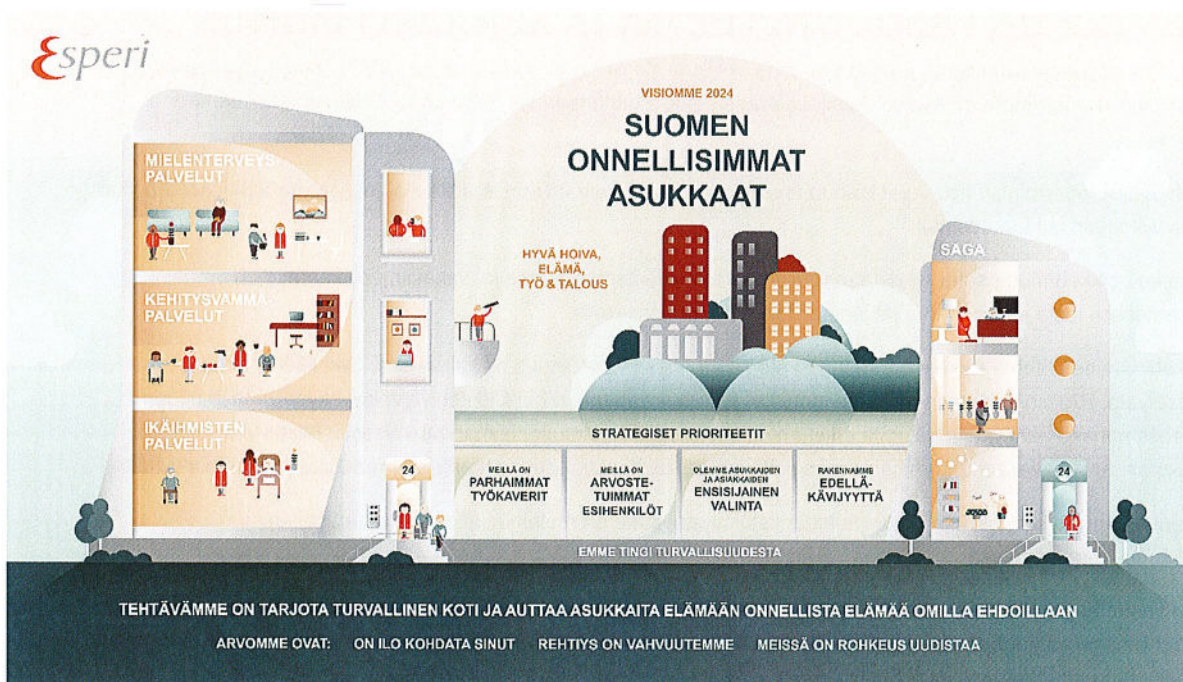 Esperi
VISIOMME 2024
SUOMEN
ONNELLISIMMAT
ASUKKAAT
HYVÄ HOIVA,
ELÄMÄ,
TYÖ & TALOUS
MIELENTERVEYS-
PALVELUT
KEHITYSVAMMA-
PALVELUT
IKÄIHMISTEN
PALVELUT
24
SAGA
24
STRATEGISET PRIORITEETIT
MEILLÄ ON
PARHAIMMAT
TYÖKAVERIT
MEILLÄ ON
ARVOSTE-
TUIMMAT
ESIHENKILÖT
OLEMME ASUKKAIDEN
JA ASIAKKAIDEN
ENSISIJAINEN
VALINTA
RAKENNAMME
EDELLÄ-
KÄVIJYYTTÄ
EMME TINGI TURVALLISUUDESTA
TEHTÄVÄMME ON TARJOTA TURVALLINEN KOTI JA AUTTAA ASUKKAITA ELÄMÄÄN ONNELLISTA ELÄMÄÄ OMILLA EHDOILLAAN
ARVOMME OVAT: ON ILO KOHDATA SINUT REHTIYS ON VAHVUUTEMME MEISSÄ ON ROHKEUS UUDISTAA